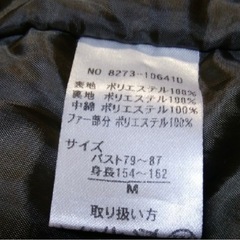 NO 8273-106410
表地 ポリエステル100%
裏地 ポリエステル100%
中綿 ポリエステル100%
ファー部分 ポリエステル100%
サイズ
バスト79~87
身長154~162
M
取り扱い方